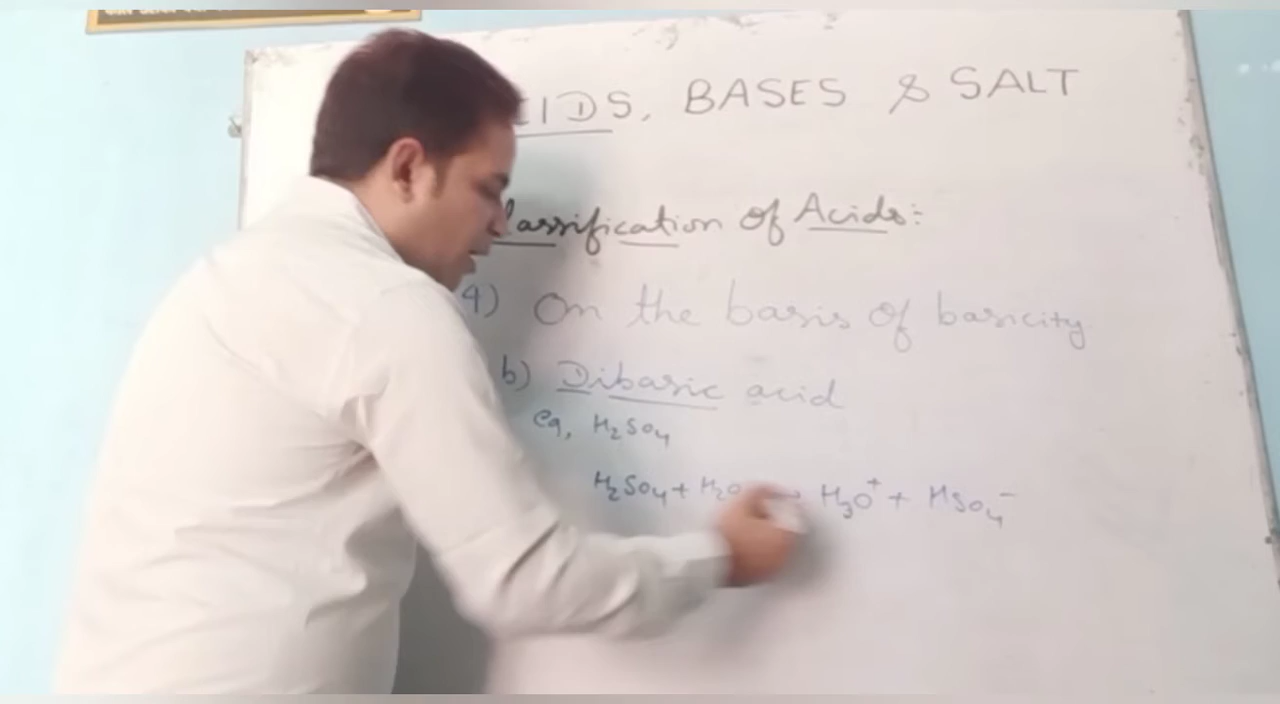 IDS, BASES & SALT
lassification of Acids:-
4) On the basis of basicity
b) Dibasic acid
eg, H₂SO₄
H₂SO₄ + H₂O → H₃O⁺ + HSO₄⁻